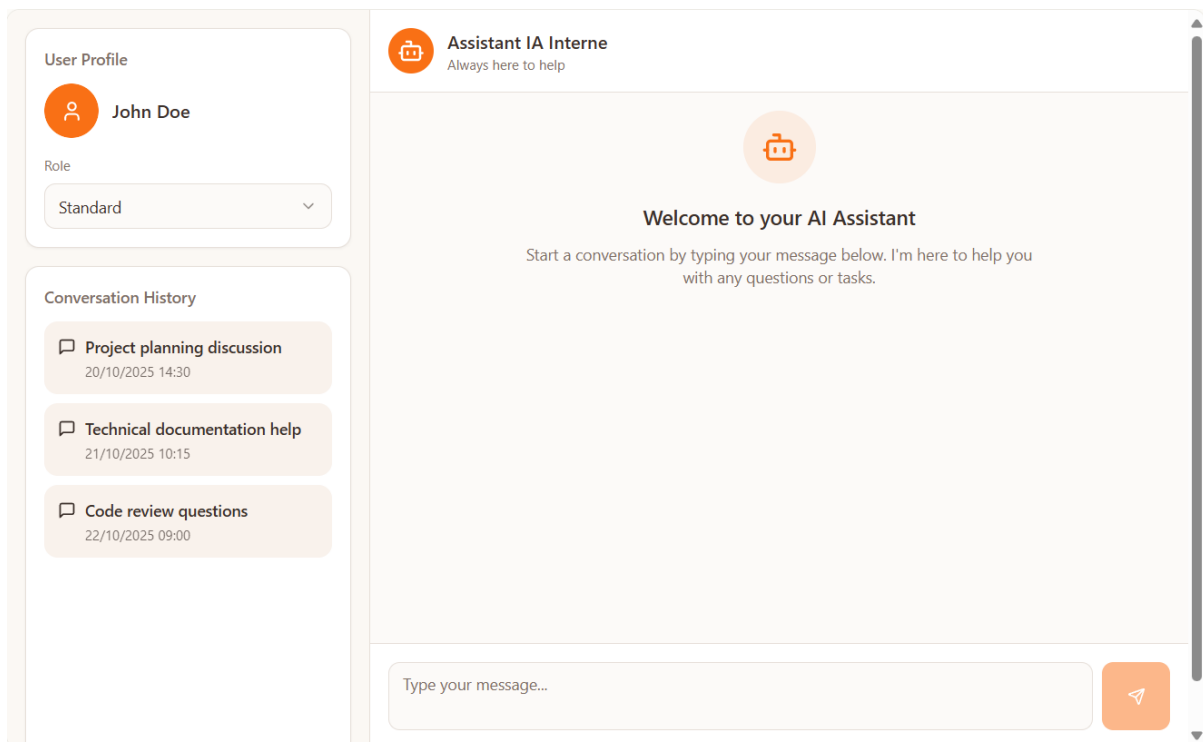 User Profile
John Doe
Role
Standard
Conversation History
Project planning discussion
20/10/2025 14:30
Technical documentation help
21/10/2025 10:15
Code review questions
22/10/2025 09:00
Assistant IA Interne
Always here to help
Welcome to your AI Assistant
Start a conversation by typing your message below. I'm here to help you
with any questions or tasks.
Type your message...